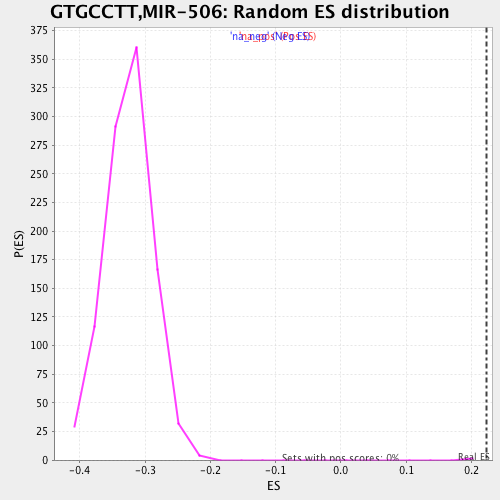 GTGCCTT,MIR-506: Random ES distribution
375
350
325
300
275
250
225
200
175
150
125
100
75
50
25
0
P(ES)
Sets with pos scores: 0%
Real ES
-0.4 -0.3 -0.2 -0.1 0.0 0.1 0.2
ES